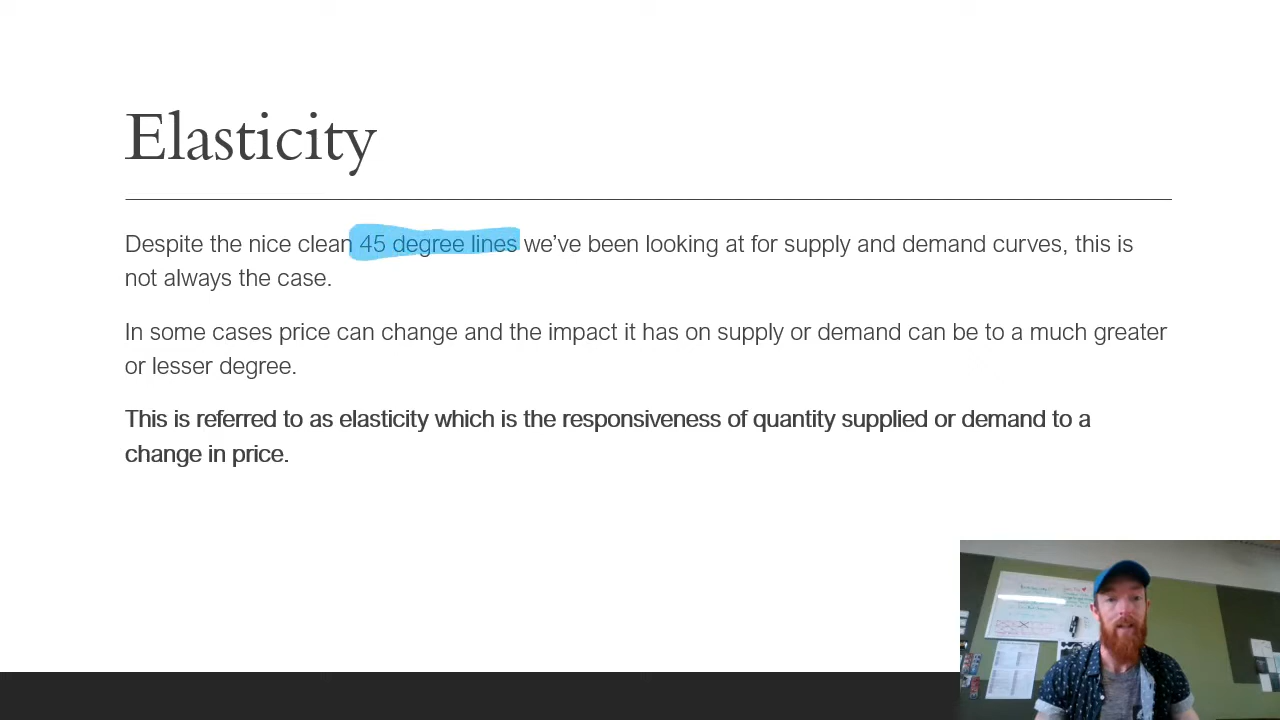 Elasticity
Despite the nice clean 45 degree lines we’ve been looking at for supply and demand curves, this is
not always the case.
In some cases price can change and the impact it has on supply or demand can be to a much greater
or lesser degree.
This is referred to as elasticity which is the responsiveness of quantity supplied or demand to a
change in price.